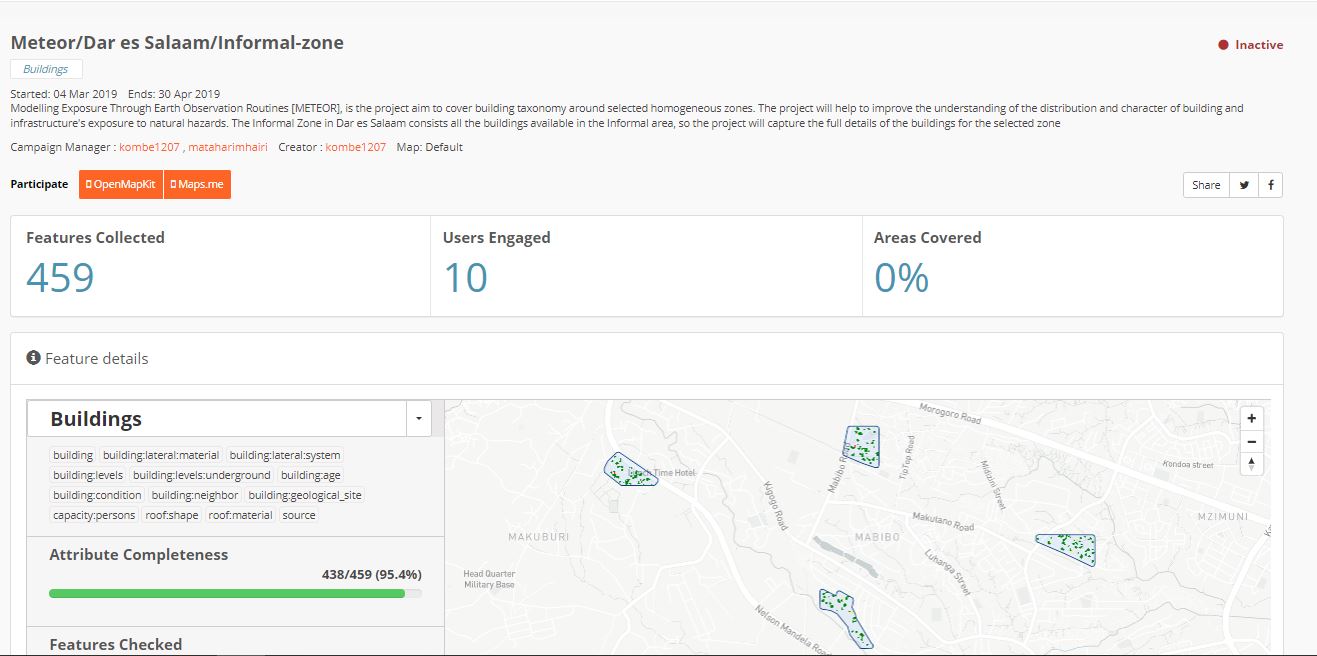 Meteor/Dar es Salaam/Informal-zone
Inactive
Buildings
Started: 04 Mar 2019 Ends: 30 Apr 2019
Modelling Exposure Through Earth Observation Routines [METEOR], is the project aim to cover building taxonomy around selected homogeneous zones. The project will help to improve the understanding of the distribution and character of building and
infrastructure's exposure to natural hazards. The Informal Zone in Dar es Salaam consists all the buildings available in the Informal area, so the project will capture the full details of the buildings for the selected zone
Campaign Manager : kombe1207 , mataharimhairi Creator : kombe1207 Map: Default
Participate OpenMapKit Maps.me
Share
Features Collected
459
Users Engaged
10
Areas Covered
0%
Feature details
Buildings
building building:lateral:material building:lateral:system
building:levels building:levels:underground building:age
building:condition building:neighbor building:geological_site
capacity:persons roof:shape roof:material source
Attribute Completeness
438/459 (95.4%)
Features Checked
Morogoro Road
Mabibo Road
TipTop Road
Time Hotel
Kigogo Road
Midizini Street
Kondoa street
MZIMUNI
Makutano Road
MAKUBURI
MABIBO
Luhanga Street
Head Quarter
Military Base
Nelson Mandela Road
+
−